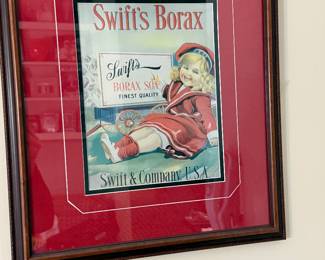 Swift's Borax
Swift's
BORAX SOAP
FINEST QUALITY
Swift & Company, U.S.A.